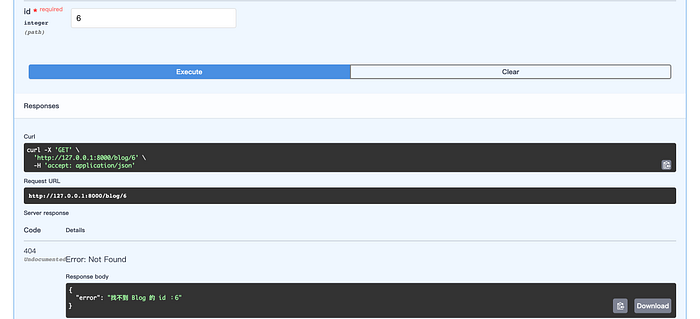 id * required
integer
(path)
6
Execute
Clear
Responses
Curl
curl -X 'GET' \
'http://127.0.0.1:8000/blog/6' \
-H 'accept: application/json'
Request URL
http://127.0.0.1:8000/blog/6
Server response
Code Details
404
Undocumented Error: Not Found
Response body
{
"error": "找不到 Blog 的 id ：6"
}
Download